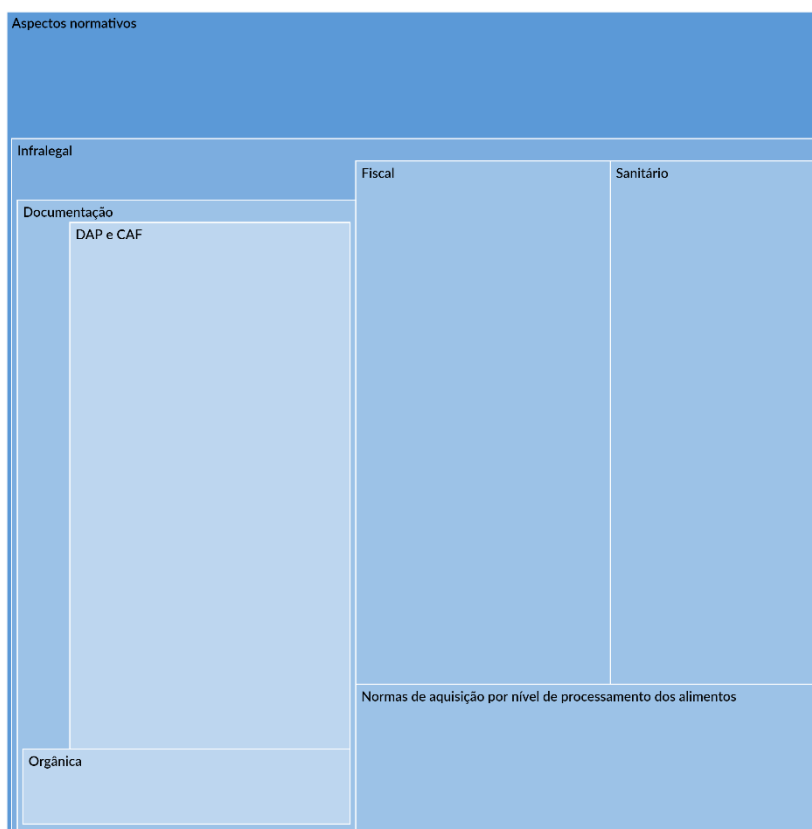 Aspectos normativos
Infralegal
Fiscal
Sanitário
Documentação
DAP e CAF
Normas de aquisição por nível de processamento dos alimentos
Orgânica